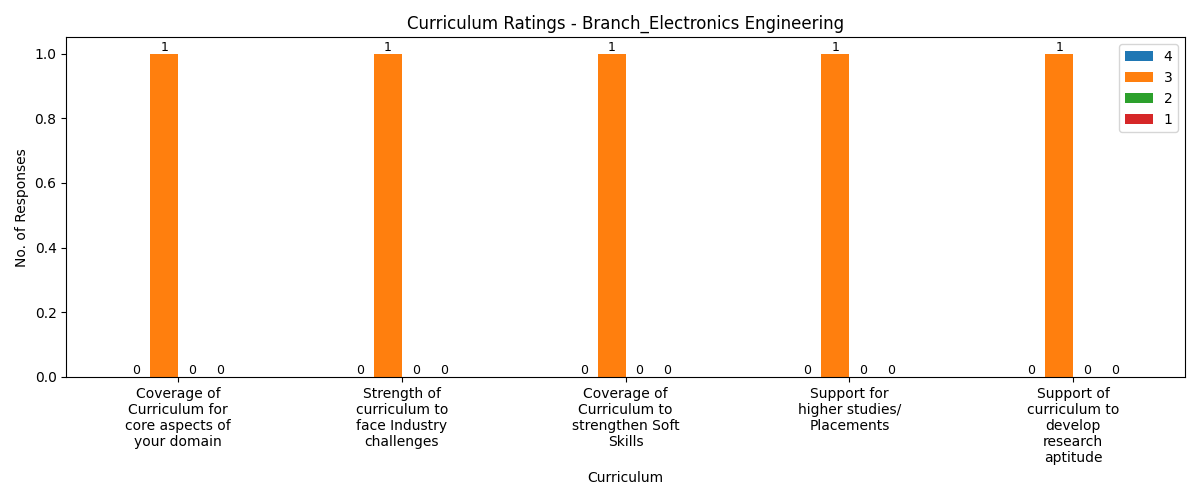 Curriculum Ratings - Branch_Electronics Engineering
No. of Responses
1.0
0.8
0.6
0.4
0.2
0.0
0 1 0 0
0 1 0 0
0 1 0 0
0 1 0 0
0 1 0 0
4
3
2
1
Coverage of
Curriculum for
core aspects of
your domain
Strength of
curriculum to
face Industry
challenges
Coverage of
Curriculum to
strengthen Soft
Skills
Support for
higher studies/
Placements
Support of
curriculum to
develop
research
aptitude
Curriculum